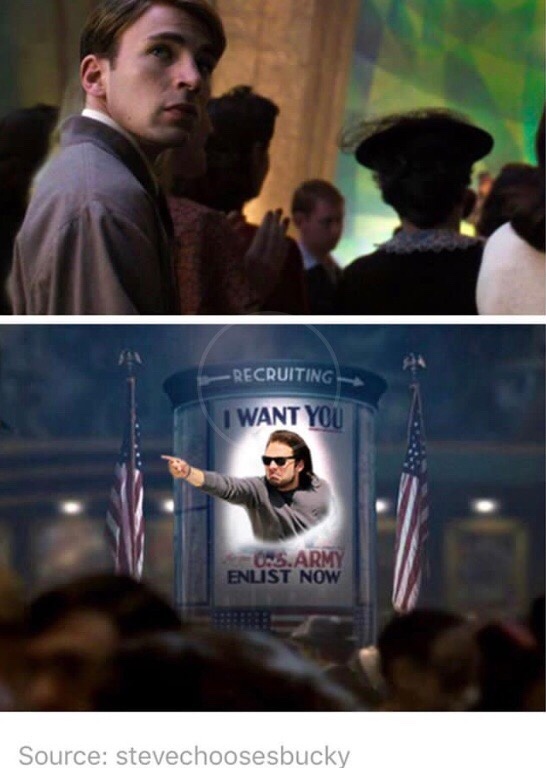 RECRUITING
I WANT YOU
U.S. ARMY
ENLIST NOW
Source: stevechoosesbucky